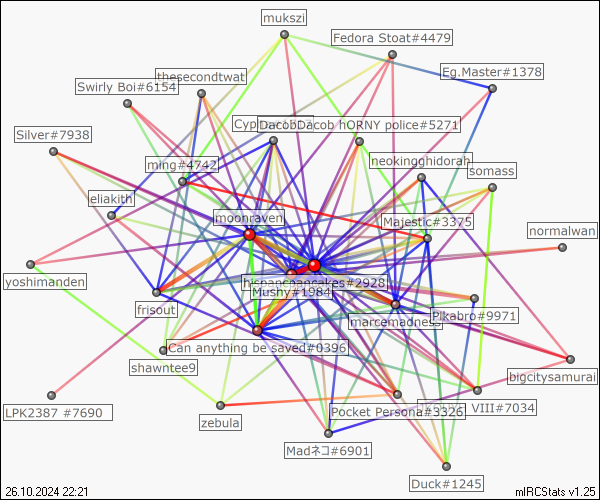 mukszi
Fedora Stoat#4479
Eg.Master#1378
thesecondtwat
Swirly Boi#6154
Silver#7938
DacobDacob hORNY police#5271
ming#4742
neokingghidorah
somass
eliakith
moonraven
Majestic#3375
normalwan
yoshimanden
#2928
Mushy#1984
frisout
marcemadness
Pikabro#9971
Can anything be saved#0396
shawntee9
bigcitysamurai
LPK2387 #7690
zebula
Pocket Persona#3326
VIII#7034
Madネコ#6901
Duck#1245
26.10.2024 22:21
mIRCStats v1.25